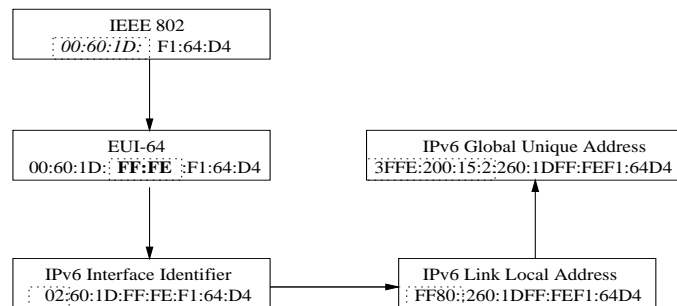 IEEE 802
00:60:1D: F1:64:D4
EUI-64
00:60:1D: FF:FE :F1:64:D4
IPv6 Global Unique Address
3FFE:200:15:2:260:1DFF:FEF1:64D4
IPv6 Interface Identifier
02:60:1D:FF:FE:F1:64:D4
IPv6 Link Local Address
FF80::260:1DFF:FEF1:64D4